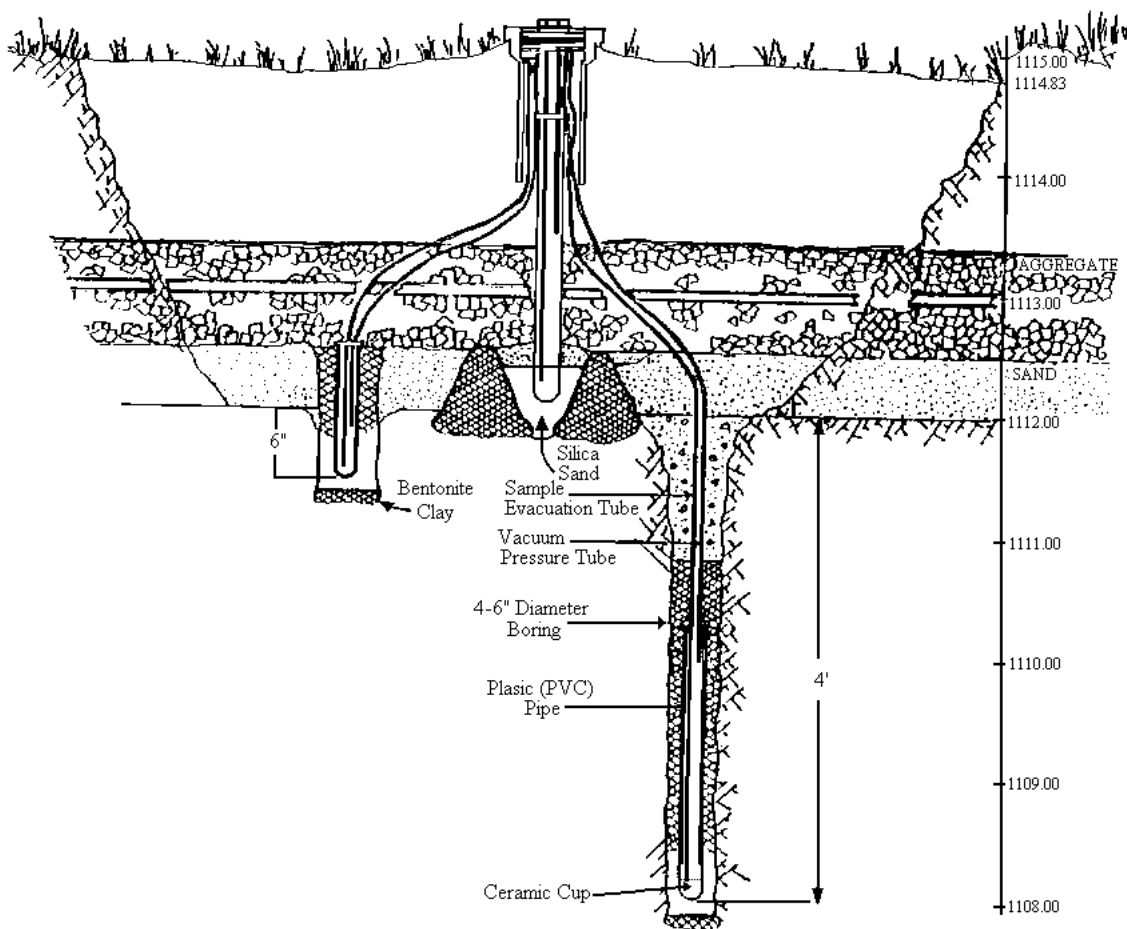 1115.00
1114.83
1114.00
AGGREGATE
1113.00
SAND
1112.00
6"
Silica
Sand
Bentonite
Clay
Sample
Evacuation Tube
Vacuum
Pressure Tube
1111.00
4-6" Diameter
Boring
1110.00
4'
Plasic (PVC)
Pipe
1109.00
Ceramic Cup
1108.00